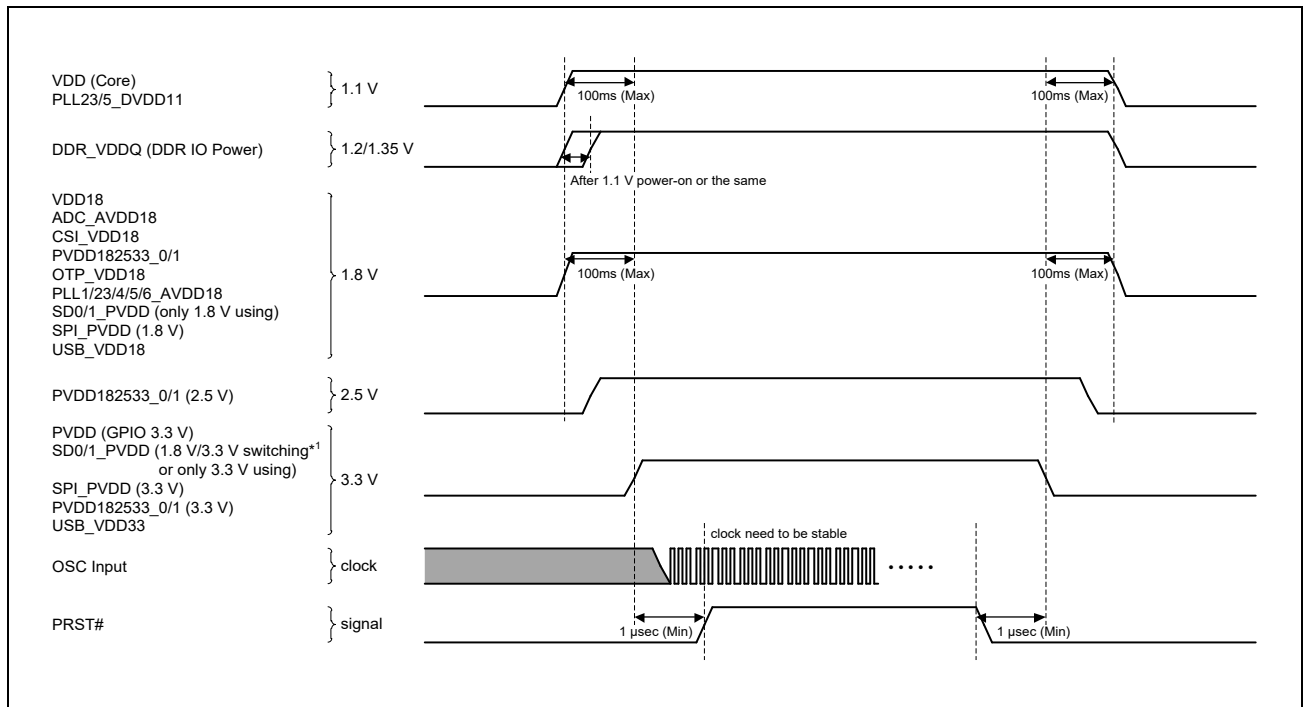 VDD (Core)
PLL23/5_DVDD11
1.1 V
100ms (Max)
100ms (Max)
DDR_VDDQ (DDR IO Power)
1.2/1.35 V
After 1.1 V power-on or the same
VDD18
ADC_AVDD18
CSI_VDD18
PVDD182533_0/1
OTP_VDD18
PLL1/23/4/5/6_AVDD18
SD0/1_PVDD (only 1.8 V using)
SPI_PVDD (1.8 V)
USB_VDD18
1.8 V
100ms (Max)
100ms (Max)
PVDD182533_0/1 (2.5 V)
2.5 V
PVDD (GPIO 3.3 V)
SD0/1_PVDD (1.8 V/3.3 V switching*1
or only 3.3 V using)
SPI_PVDD (3.3 V)
PVDD182533_0/1 (3.3 V)
USB_VDD33
3.3 V
clock need to be stable
OSC Input
clock
PRST#
signal
1 µsec (Min)
1 µsec (Min)